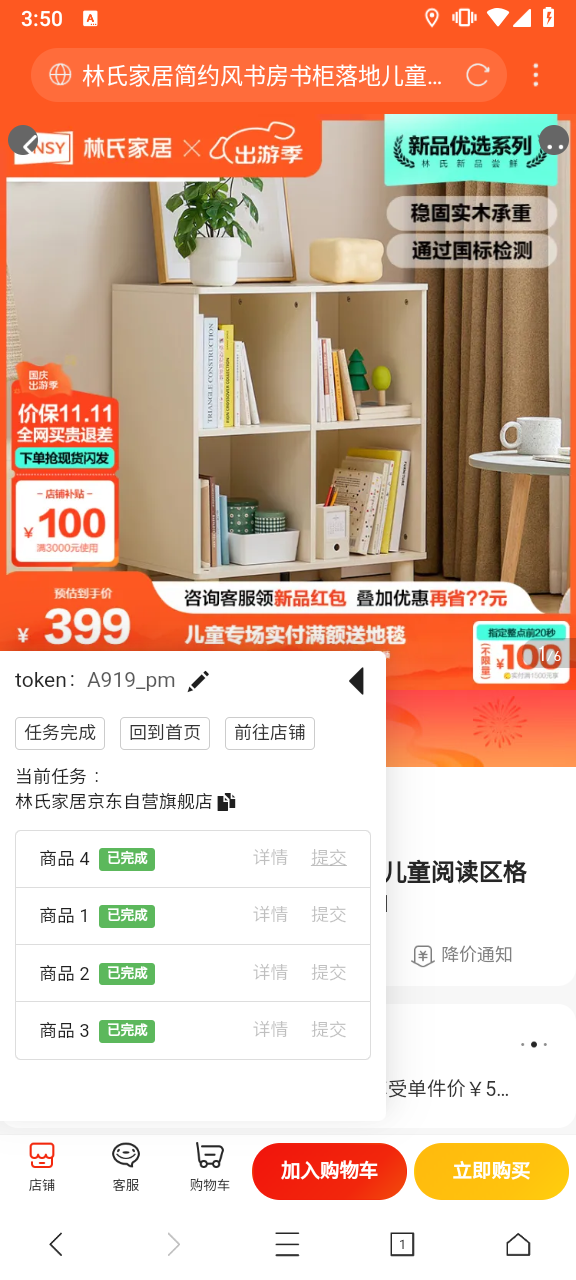 3:50
A
林氏家居简约风书房书柜落地儿童...
林氏家居 × 出游季
新品优选系列
林氏新品尝鲜
稳固实木承重
通过国标检测
TRIANGLE CONSTRUCTION
国庆
出游季
价保11.11
全网买贵退差
下单抢现货闪发
店铺补贴
¥100
满3000元使用
预估到手价
¥399
咨询客服领新品红包 叠加优惠再省??元
儿童专场实付满额送地毯
指定整点前20秒
(不限量)
¥100
实付满1500元享
1/6
token: A919_pm
任务完成
回到首页
前往店铺
当前任务：
林氏家居京东自营旗舰店
商品 4 已完成 详情 提交
商品 1 已完成 详情 提交
商品 2 已完成 详情 提交
商品 3 已完成 详情 提交
儿童阅读区格
降价通知
受单件价￥5...
店铺
客服
购物车
加入购物车
立即购买
1